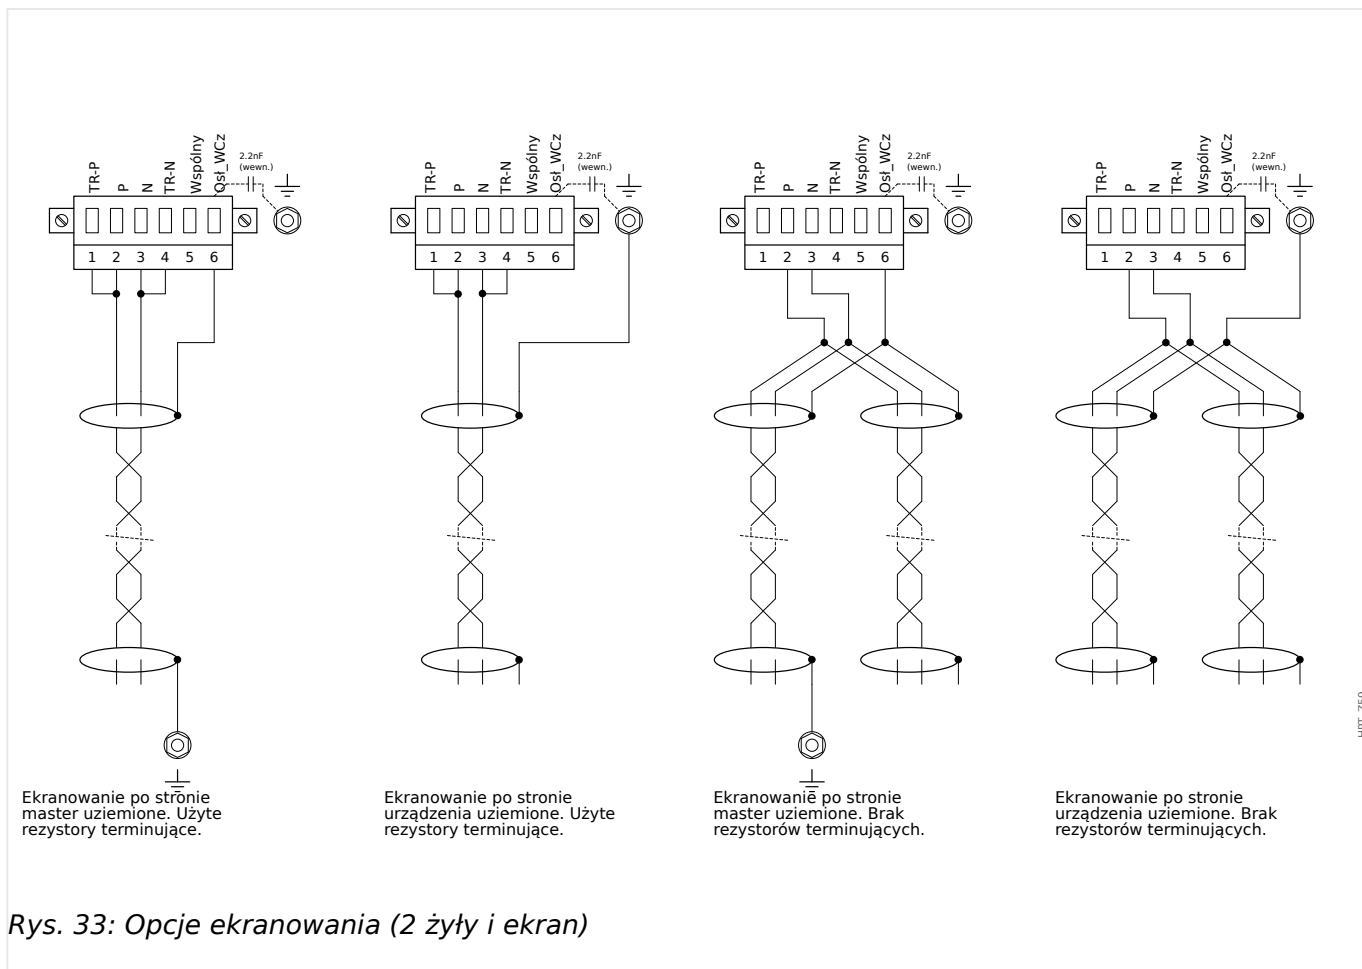 TR-P
P
N
TR-N
Wspólny
Osł_WCz
2.2nF
(wewn.)
1 2 3 4 5 6
TR-P
P
N
TR-N
Wspólny
Osł_WCz
2.2nF
(wewn.)
1 2 3 4 5 6
TR-P
P
N
TR-N
Wspólny
Osł_WCz
2.2nF
(wewn.)
1 2 3 4 5 6
TR-P
P
N
TR-N
Wspólny
Osł_WCz
2.2nF
(wewn.)
1 2 3 4 5 6
Ekranowanie po stronie
master uziemione. Użyte
rezystory terminujące.
Ekranowanie po stronie
urządzenia uziemione. Użyte
rezystory terminujące.
Ekranowanie po stronie
master uziemione. Brak
rezystorów terminujących.
Ekranowanie po stronie
urządzenia uziemione. Brak
rezystorów terminujących.
Rys. 33: Opcje ekranowania (2 żyły i ekran)